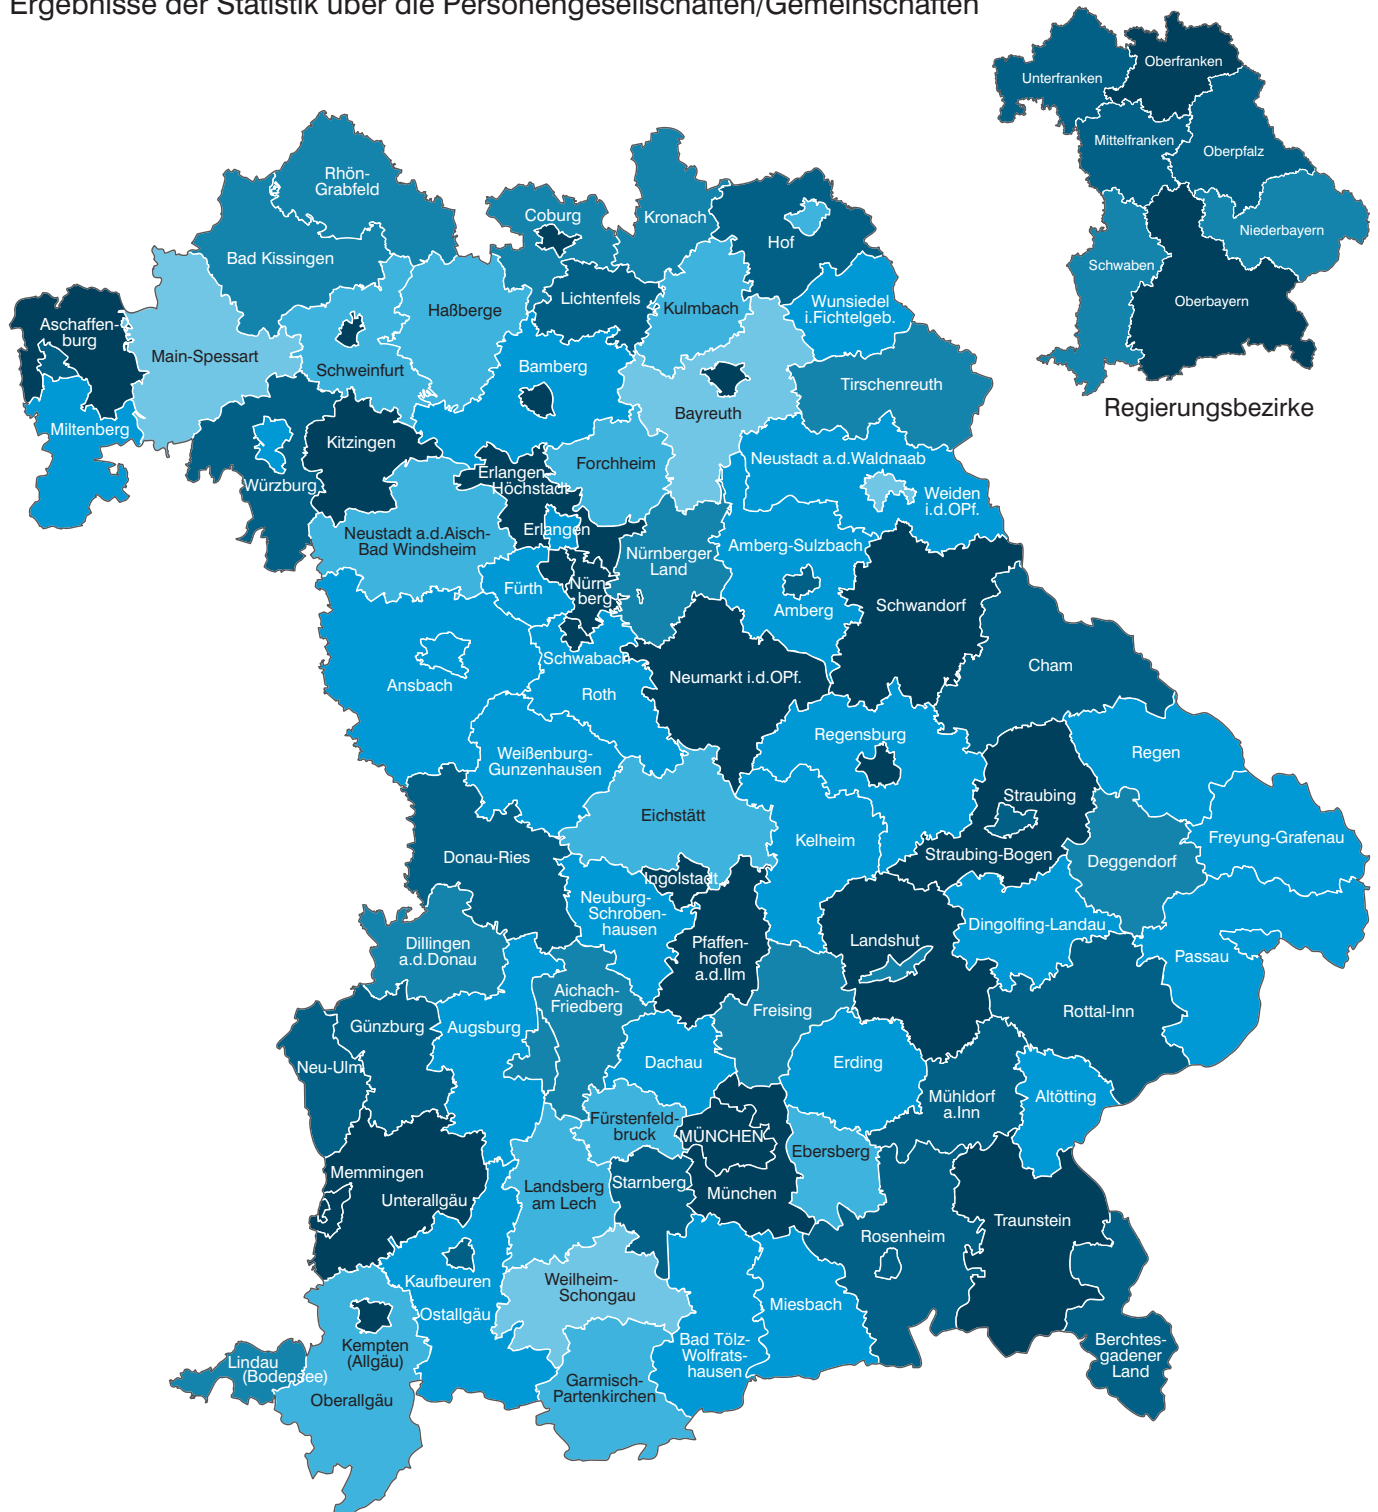 Ergebnisse der Statistik über die Personengesellschaften/Gemeinschaften
Unterfranken
Oberfranken
Mittelfranken
Oberpfalz
Niederbayern
Schwaben
Oberbayern
Regierungsbezirke
Rhön-
Grabfeld
Coburg
Kronach
Hof
Bad Kissingen
Lichtenfels
Haßberge
Kulmbach
Wunsiedel
i.Fichtelgeb.
Aschaffen-
burg
Main-Spessart
Schweinfurt
Bamberg
Tirschenreuth
Bayreuth
Miltenberg
Kitzingen
Forchheim
Neustadt a.d.Waldnaab
Würzburg
Erlangen-
Höchstadt
Weiden
i.d.OPf.
Erlangen
Neustadt a.d.Aisch-
Bad Windsheim
Nürnberger
Land
Amberg-Sulzbach
Fürth
Nürn-
berg
Amberg
Schwandorf
Schwabach
Cham
Ansbach
Roth
Neumarkt i.d.OPf.
Regensburg
Weißenburg-
Gunzenhausen
Regen
Straubing
Eichstätt
Kelheim
Freyung-Grafenau
Donau-Ries
Straubing-Bogen
Deggendorf
Ingolstadt
Neuburg-
Schroben-
hausen
Dingolfing-Landau
Dillingen
a.d.Donau
Pfaffen-
hofen
a.d.Ilm
Landshut
Passau
Aichach-
Friedberg
Freising
Rottal-Inn
Günzburg
Augsburg
Neu-Ulm
Dachau
Erding
Mühldorf
a.Inn
Altötting
Fürstenfeld-
bruck
MÜNCHEN
Ebersberg
Memmingen
Unterallgäu
Landsberg
am Lech
Starnberg
München
Traunstein
Rosenheim
Kaufbeuren
Weilheim-
Schongau
Ostallgäu
Miesbach
Kempten
(Allgäu)
Bad Tölz-
Wolfrats-
hausen
Berchtes-
gadener
Land
Lindau
(Bodensee)
Oberallgäu
Garmisch-
Partenkirchen